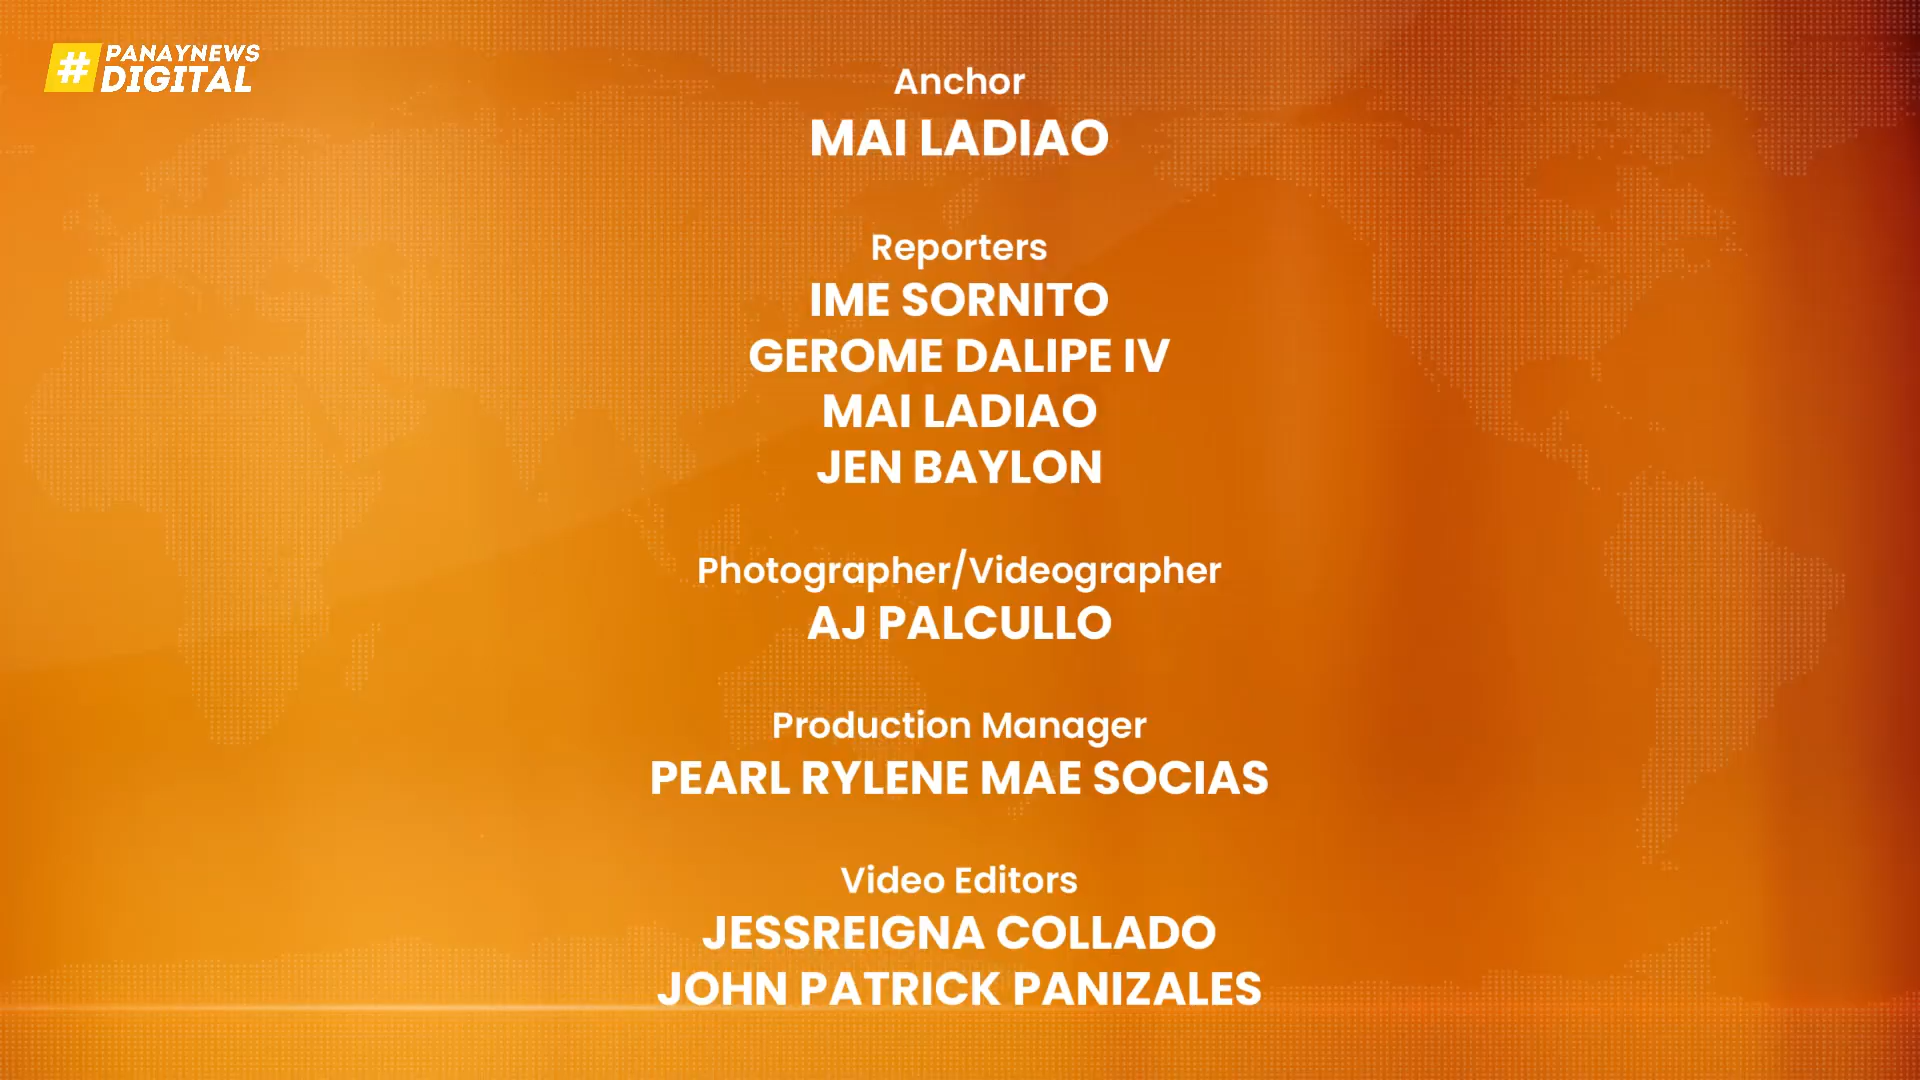 # PANAYNEWS
DIGITAL
Anchor
MAI LADIAO
Reporters
IME SORNITO
GEROME DALIPE IV
MAI LADIAO
JEN BAYLON
Photographer/Videographer
AJ PALCULLO
Production Manager
PEARL RYLENE MAE SOCIAS
Video Editors
JESSREIGNA COLLADO
JOHN PATRICK PANIZALES